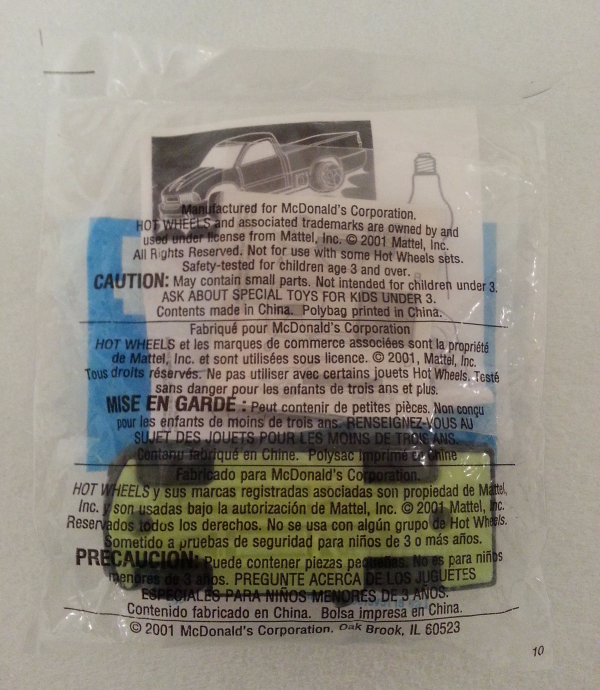 Manufactured for McDonald's Corporation.
HOT WHEELS and associated trademarks are owned by and
used under license from Mattel, Inc. © 2001 Mattel, Inc.
All Rights Reserved. Not for use with some Hot Wheels sets.
Safety-tested for children age 3 and over.
CAUTION: May contain small parts. Not intended for children under 3.
ASK ABOUT SPECIAL TOYS FOR KIDS UNDER 3.
Contents made in China. Polybag printed in China.
Fabriqué pour McDonald's Corporation
HOT WHEELS et les marques de commerce associées sont la propriété
de Mattel, Inc. et sont utilisées sous licence. © 2001, Mattel, Inc.
Tous droits réservés. Ne pas utiliser avec certains jouets Hot Wheels. Testé
sans danger pour les enfants de trois ans et plus.
MISE EN GARDE : Peut contenir de petites pièces. Non conçu
pour les enfants de moins de trois ans. RENSEIGNEZ-VOUS AU
SUJET DES JOUETS POUR LES MOINS DE TROIS ANS.
Contenu fabriqué en Chine. Polysac imprimé en Chine
Fabricado para McDonald's Corporation.
HOT WHEELS y sus marcas registradas asociadas son propiedad de Mattel,
Inc. y son usadas bajo la autorización de Mattel, Inc. © 2001 Mattel, Inc.
Reservados todos los derechos. No se usa con algún grupo de Hot Wheels.
Sometido a pruebas de seguridad para niños de 3 o más años.
PRECAUCION: Puede contener piezas pequeñas. No es para niños
menores de 3 años. PREGUNTE ACERCA DE LOS JUGUETES
ESPECIALES PARA NIÑOS MENORES DE 3 AÑOS.
Contenido fabricado en China. Bolsa impresa en China.
© 2001 McDonald's Corporation. Oak Brook, IL 60523
10